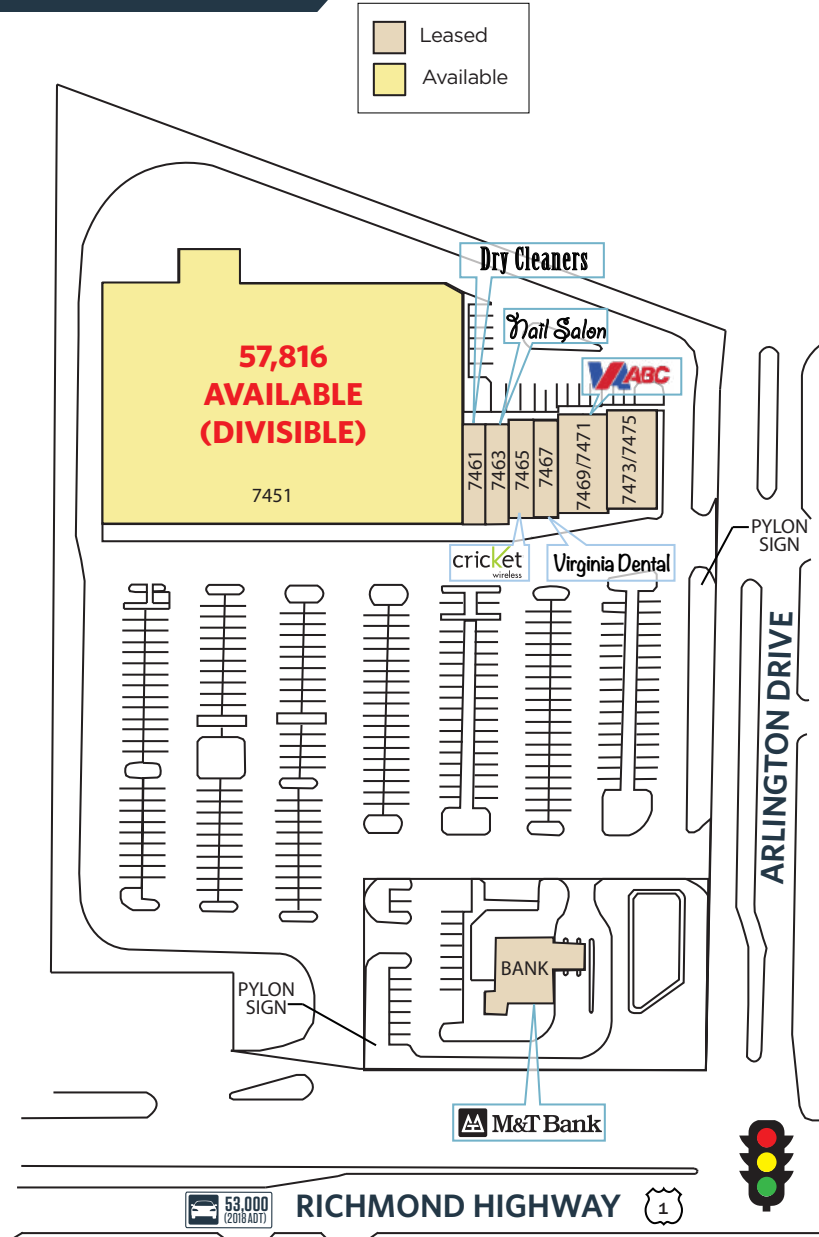 Leased
Available
Dry Cleaners
Nail Salon
VA ABC
57,816
AVAILABLE
(DIVISIBLE)
7451
7461
7463
7465
7467
7469/7471
7473/7475
cricket
wireless
Virginia Dental
PYLON
SIGN
ARLINGTON DRIVE
BANK
PYLON
SIGN
M&T Bank
53,000
(2018 ADT)
RICHMOND HIGHWAY
1